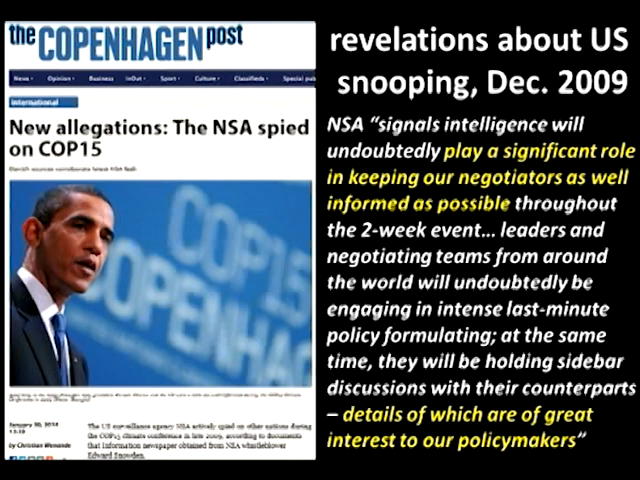 the COPENHAGEN post
News Opinion Business InOut Sport Culture Classifieds Special pub
International
New allegations: The NSA spied
on COP15
COP15
COPENHAG
January 30, 2014
by Christian Wenande
The US surveillance agency NSA actively spied on other nations during
the COP15 climate conference in late 2009, according to documents
that Information newspaper obtained from NSA whistleblower
Edward Snowden.
revelations about US
snooping, Dec. 2009
NSA “signals intelligence will
undoubtedly play a significant role
in keeping our negotiators as well
informed as possible throughout
the 2-week event… leaders and
negotiating teams from around
the world will undoubtedly be
engaging in intense last-minute
policy formulating; at the same
time, they will be holding sidebar
discussions with their counterparts
– details of which are of great
interest to our policymakers”